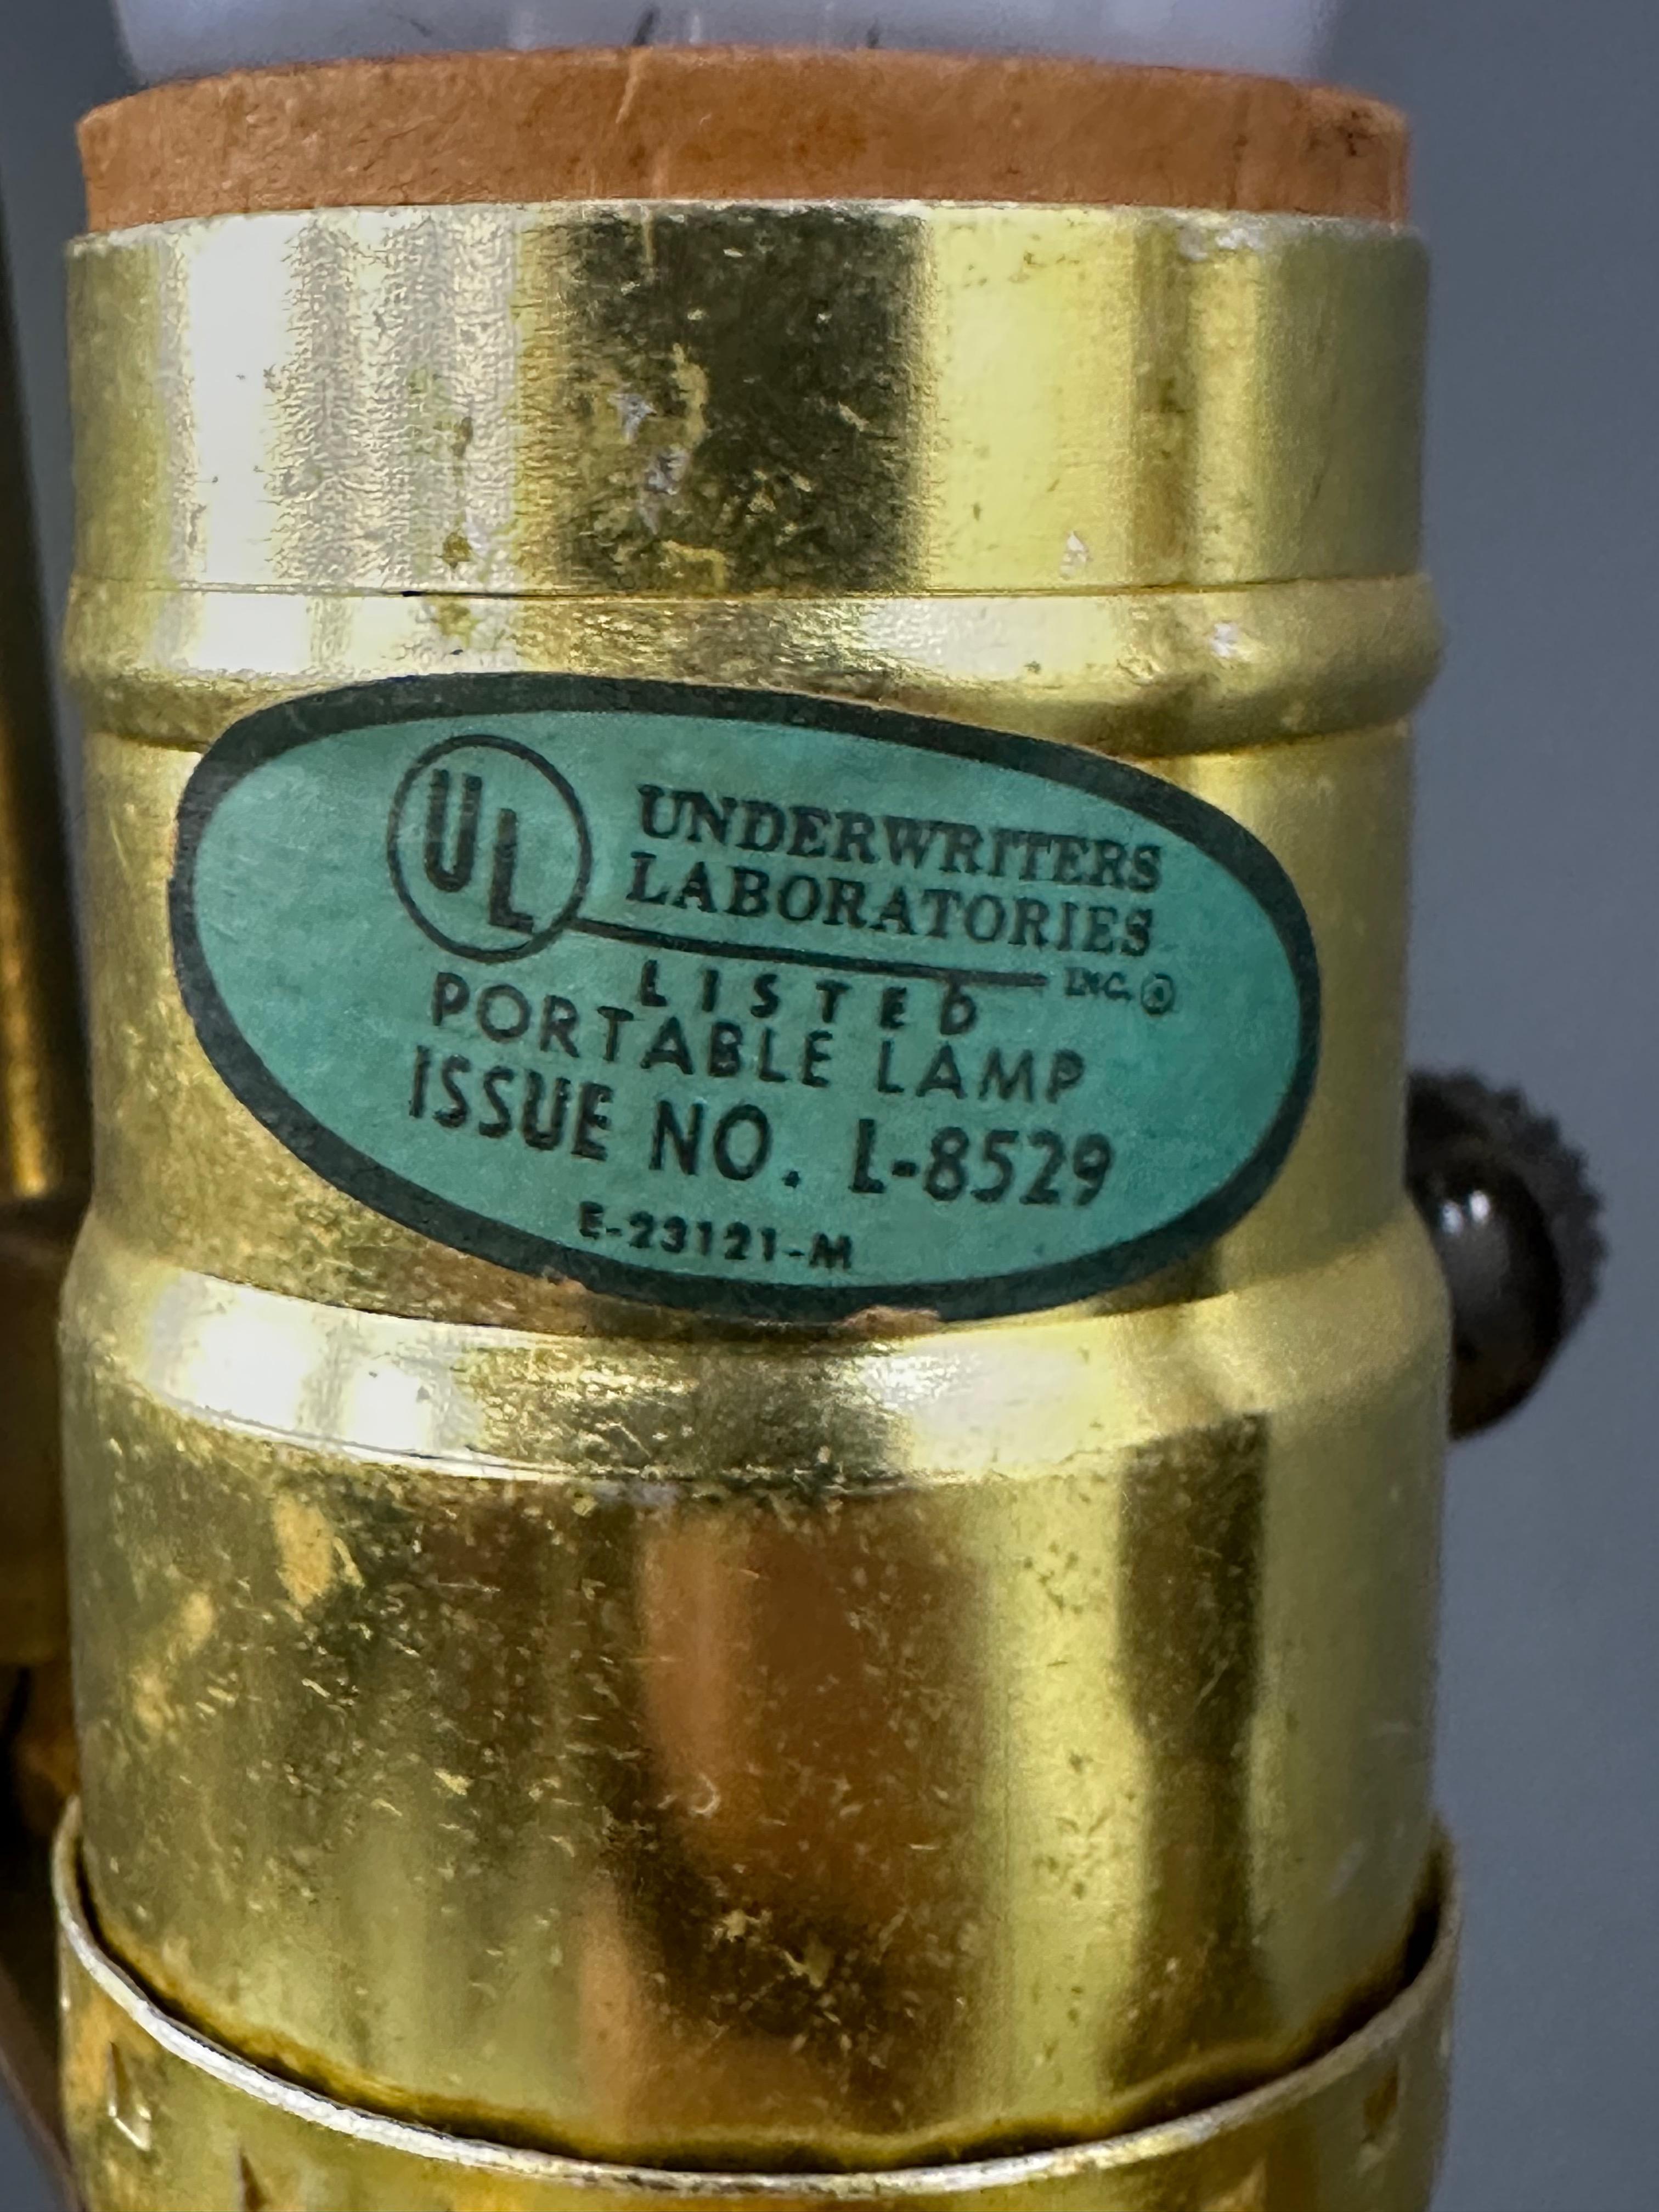 UL
UNDERWRITERS
LABORATORIES
INC.®
LISTED
PORTABLE LAMP
ISSUE NO. L-8529
E-23121-M